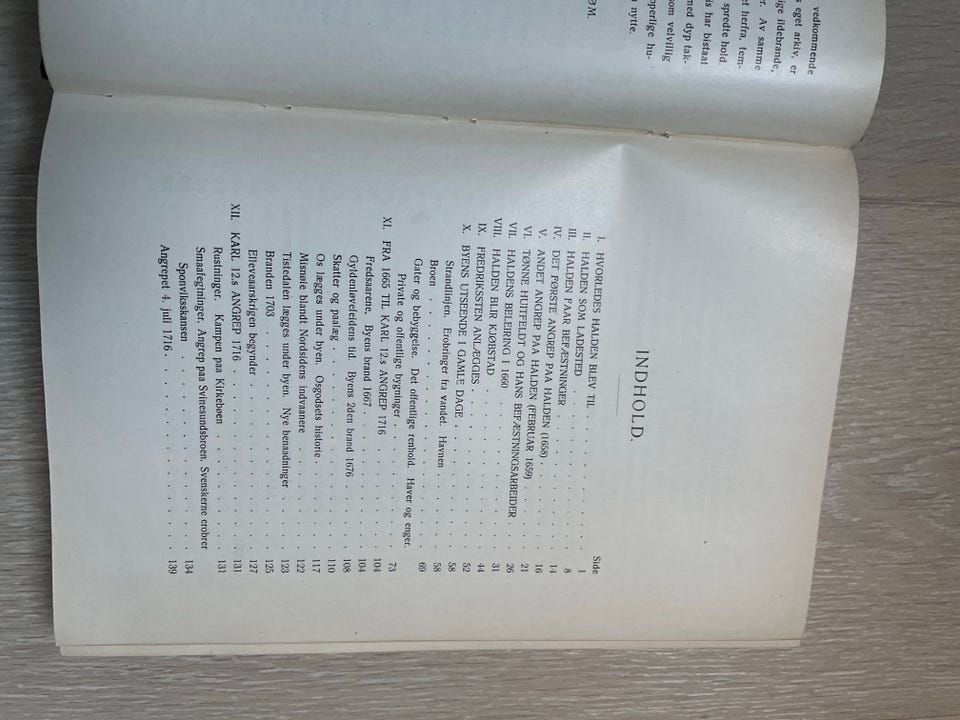 vedkommende
s eget arkiv, er
ige ildebrande,
r. Av samme
et herfra, tem-
spredte hold
is har bistaat
med dyp tak-
om velvillig
pperlige hu-
nytte.
ØM.
INDHOLD.
Side
I. HVORLEDES HALDEN BLEV TIL . . . . . . . . 1
II. HALDEN SOM LADESTED . . . . . . . . . . 8
III. HALDEN FAAR BEFÆSTNINGER . . . . . . . . 14
IV. DET FØRSTE ANGREP PAA HALDEN (1658) . . . . . 16
V. ANDET ANGREP PAA HALDEN (FEBRUAR 1659) . . . . 21
VI. TØNNE HUITFELDT OG HANS BEFÆSTNINGSARBEIDER . . 26
VII. HALDENS BELEIRING I 1660 . . . . . . . . . 31
VIII. HALDEN BLIR KJØBSTAD . . . . . . . . . . 44
IX. FREDRIKSSTEN ANLÆGGES . . . . . . . . . . 52
X. BYENS UTSEENDE I GAMLE DAGE . . . . . . . . 58
Strandlinjen. Erobringer fra vandet. Havnen . . . . . 58
Broen . . . . . . . . . . . . . . . 69
Gater og bebyggelse. Det offentlige renhold. Haver og enger.
Private og offentlige bygninger . . . . . . . . 73
XI. FRA 1665 TIL KARL 12.s ANGREP 1716 . . . . . . 104
Fredsaarene, Byens brand 1667 . . . . . . . . . 104
Gyldenløvefeidens tid. Byens 2den brand 1676 . . . . 108
Skatter og paalæg . . . . . . . . . . . . 110
Os lægges under byen. Osgodsets historie . . . . . . 117
Misnøie blandt Nordsidens indvaanere . . . . . . . 122
Tistedalen lægges under byen. Nye benaadninger . . . . 123
Branden 1703 . . . . . . . . . . . . . 125
Elleveaarskrigen begynder . . . . . . . . . . 127
XII. KARL 12.s ANGREP 1716 . . . . . . . . . . 131
Rustninger. Kampen paa Kirkebøen . . . . . . . . 131
Smaafegtninger. Angrep paa Svinesundsbroen. Svenskerne erobrer
Sponviksskansen . . . . . . . . . . . . 134
Angrepet 4. juli 1716 . . . . . . . . . . . 139